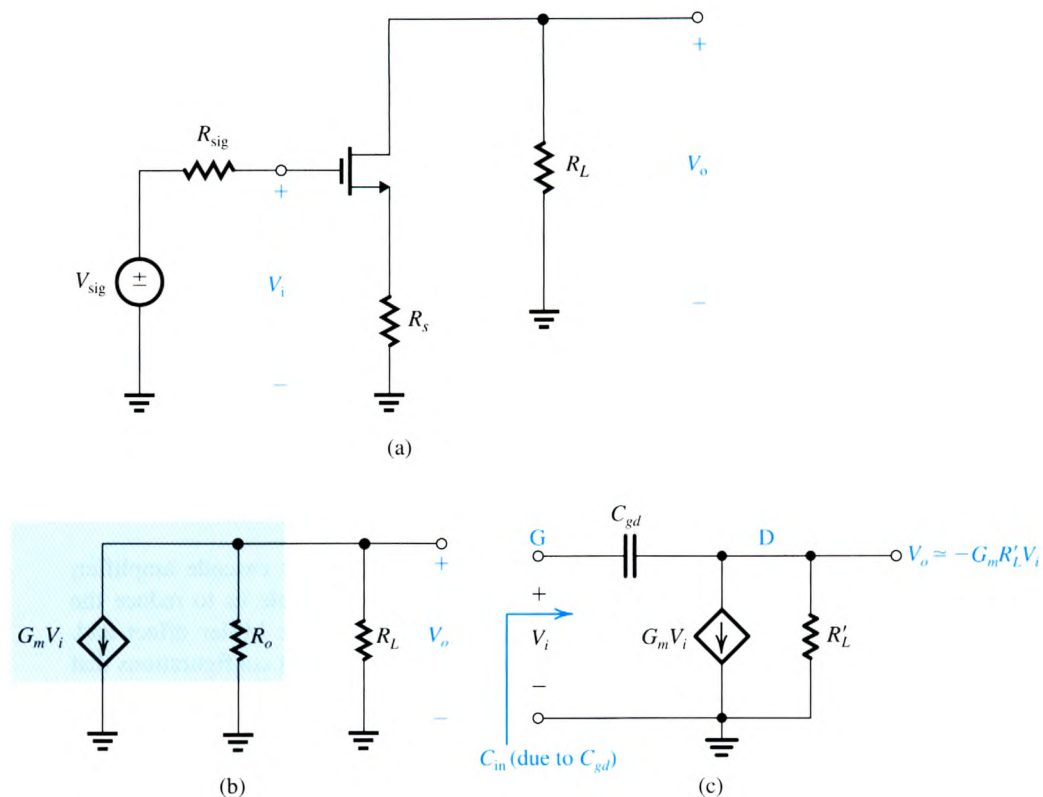 +
R_sig
R_L
V_o
+
V_sig
±
V_i
R_s
−
−
(a)
C_gd
G
D
V_o ≃ −G_m R'_L V_i
+
+
G_m V_i
R_o
R_L
V_o
V_i
G_m V_i
R'_L
−
−
C_in (due to C_gd)
(b)
(c)